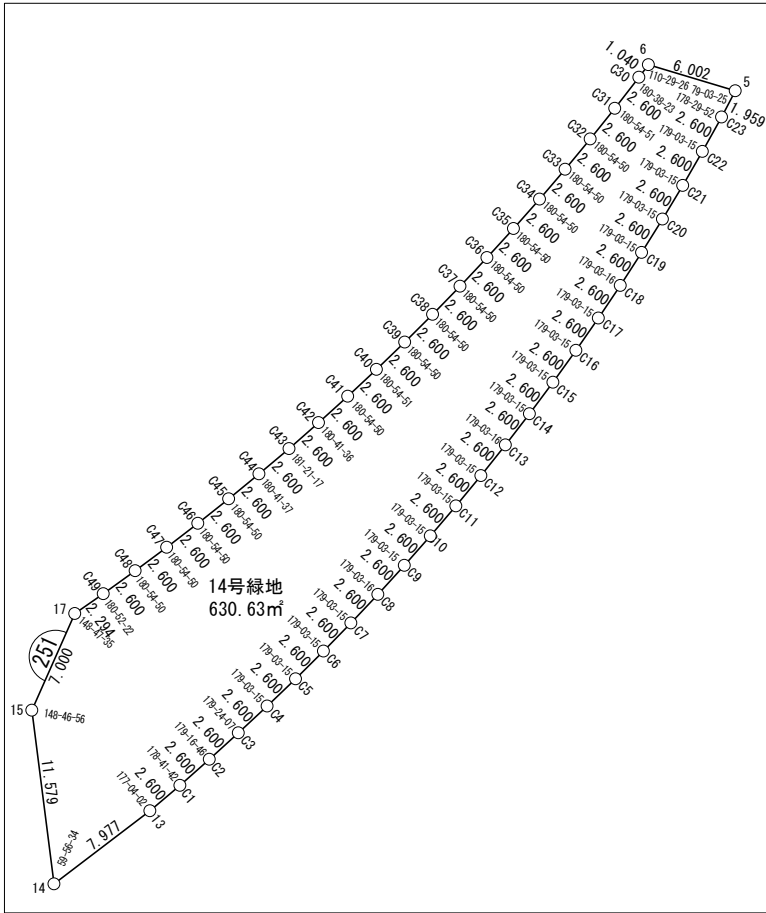 6
6.002
5
1.040
110-29-26
79-03-25
1.959
C30
180-38-23
178-29-52
C23
2.600
2.600
C31
180-54-51
179-03-15
C22
2.600
2.600
C32
180-54-50
179-03-15
C21
2.600
2.600
C33
180-54-50
179-03-15
C20
2.600
2.600
C34
180-54-50
179-03-15
C19
2.600
2.600
C35
180-54-50
179-03-16
C18
2.600
2.600
C36
180-54-50
179-03-15
C17
2.600
2.600
C37
180-54-50
179-03-15
C16
2.600
2.600
C38
180-54-50
179-03-15
C15
2.600
2.600
C39
180-54-50
179-03-15
C14
2.600
2.600
C40
180-54-51
179-03-16
C13
2.600
2.600
C41
180-54-50
179-03-15
C12
2.600
2.600
C42
180-41-36
179-03-15
C11
2.600
2.600
C43
181-21-17
179-03-15
C10
2.600
2.600
C44
180-41-37
179-03-15
C9
2.600
2.600
C45
180-54-50
179-03-16
C8
2.600
2.600
C46
180-54-50
179-03-15
C7
2.600
2.600
C47
180-54-50
179-03-15
C6
2.600
2.600
C48
180-54-50
179-03-15
C5
2.600
2.600
C49
180-52-22
179-03-15
C4
2.294
2.600
17
148-47-35
179-24-07
C3
2.600
14号緑地
630.63㎡
251
7.000
179-16-46
C2
2.600
15
148-46-56
178-41-42
C1
2.600
177-04-02
13
11.579
7.977
59-56-34
14